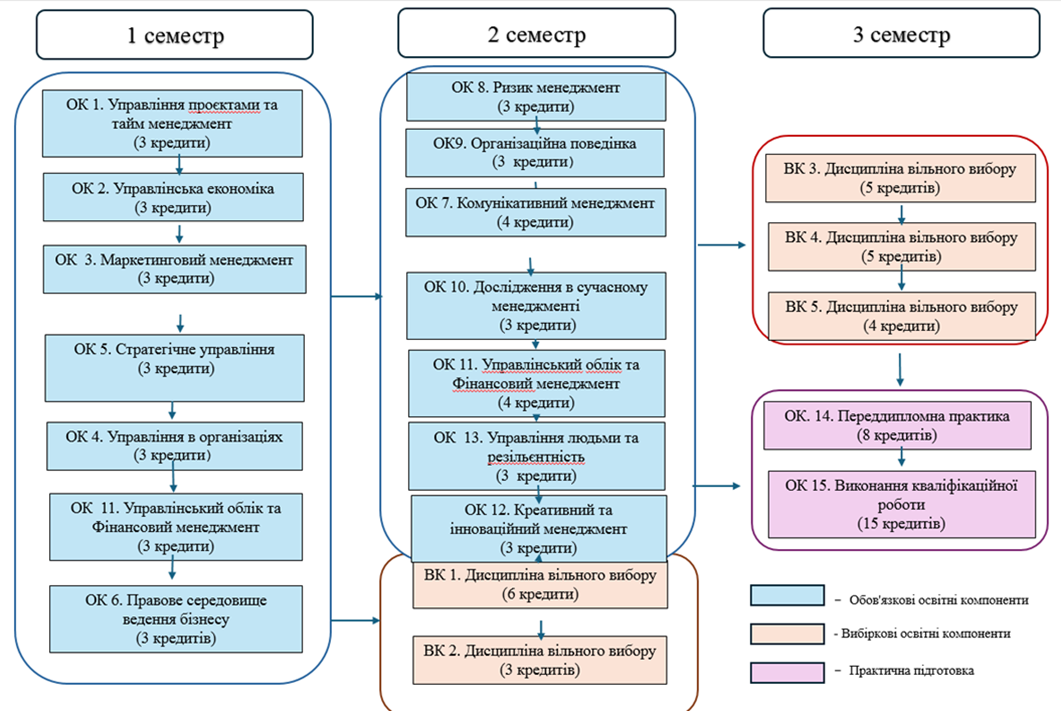 1 семестр
ОК 1. Управління проєктами та
тайм менеджмент
(3 кредити)
ОК 2. Управлінська економіка
(3 кредити)
ОК 3. Маркетинговий менеджмент
(3 кредити)
ОК 5. Стратегічне управління
(3 кредити)
ОК 4. Управління в організаціях
(3 кредити)
ОК 11. Управлінський облік та
Фінансовий менеджмент
(3 кредити)
ОК 6. Правове середовище
ведення бізнесу
(3 кредитів)
2 семестр
ОК 8. Ризик менеджмент
(3 кредити)
ОК9. Організаційна поведінка
(3 кредити)
ОК 7. Комунікативний менеджмент
(4 кредити)
ОК 10. Дослідження в сучасному
менеджменті
(3 кредити)
ОК 11. Управлінський облік та
Фінансовий менеджмент
(4 кредити)
ОК 13. Управління людьми та
резільєнтність
(3 кредити)
ОК 12. Креативний та
інноваційний менеджмент
(3 кредити)
ВК 1. Дисципліна вільного вибору
(6 кредити)
ВК 2. Дисципліна вільного вибору
(3 кредитів)
3 семестр
ВК 3. Дисципліна вільного вибору
(5 кредитів)
ВК 4. Дисципліна вільного вибору
(5 кредитів)
ВК 5. Дисципліна вільного вибору
(4 кредити)
ОК. 14. Переддипломна практика
(8 кредитів)
ОК 15. Виконання кваліфікаційної
роботи
(15 кредитів)
– Обов'язкові освітні компоненти
- Вибіркові освітні компоненти
– Практична підготовка